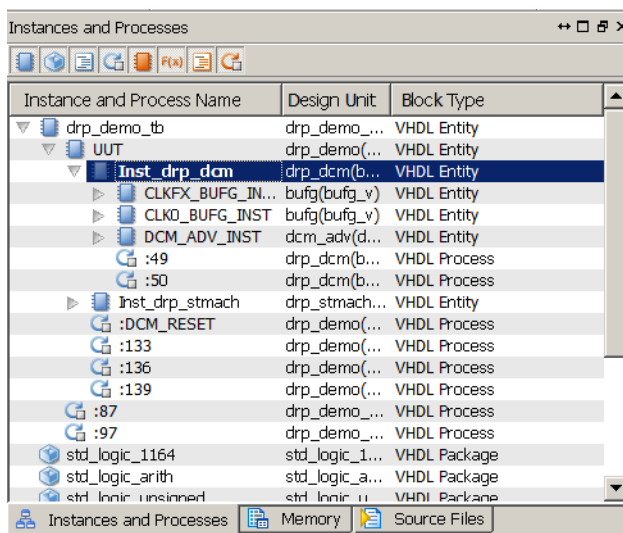 Instances and Processes
F(x)
Instance and Process Name Design Unit Block Type
drp_demo_tb drp_demo_... VHDL Entity
UUT drp_demo(... VHDL Entity
Inst_drp_dcm drp_dcm(b... VHDL Entity
CLKFX_BUFG_IN... bufg(bufg_v) VHDL Entity
CLK0_BUFG_INST bufg(bufg_v) VHDL Entity
DCM_ADV_INST dcm_adv(d... VHDL Entity
:49 drp_dcm(b... VHDL Process
:50 drp_dcm(b... VHDL Process
Inst_drp_stmach drp_stmach... VHDL Entity
:DCM_RESET drp_demo(... VHDL Process
:133 drp_demo(... VHDL Process
:136 drp_demo(... VHDL Process
:139 drp_demo(... VHDL Process
:87 drp_demo_... VHDL Process
:97 drp_demo_... VHDL Process
std_logic_1164 std_logic_1... VHDL Package
std_logic_arith std_logic_a... VHDL Package
std_logic_unsigned std_logic_u... VHDL Package
Instances and Processes Memory Source Files